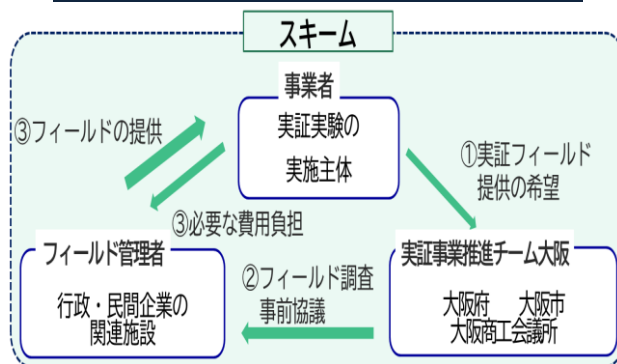 スキーム
事業者
実証実験の
実施主体
③フィールドの提供
①実証フィールド
提供の希望
③必要な費用負担
フィールド管理者
行政・民間企業の
関連施設
②フィールド調査
事前協議
実証事業推進チーム大阪
大阪府 大阪市
大阪商工会議所